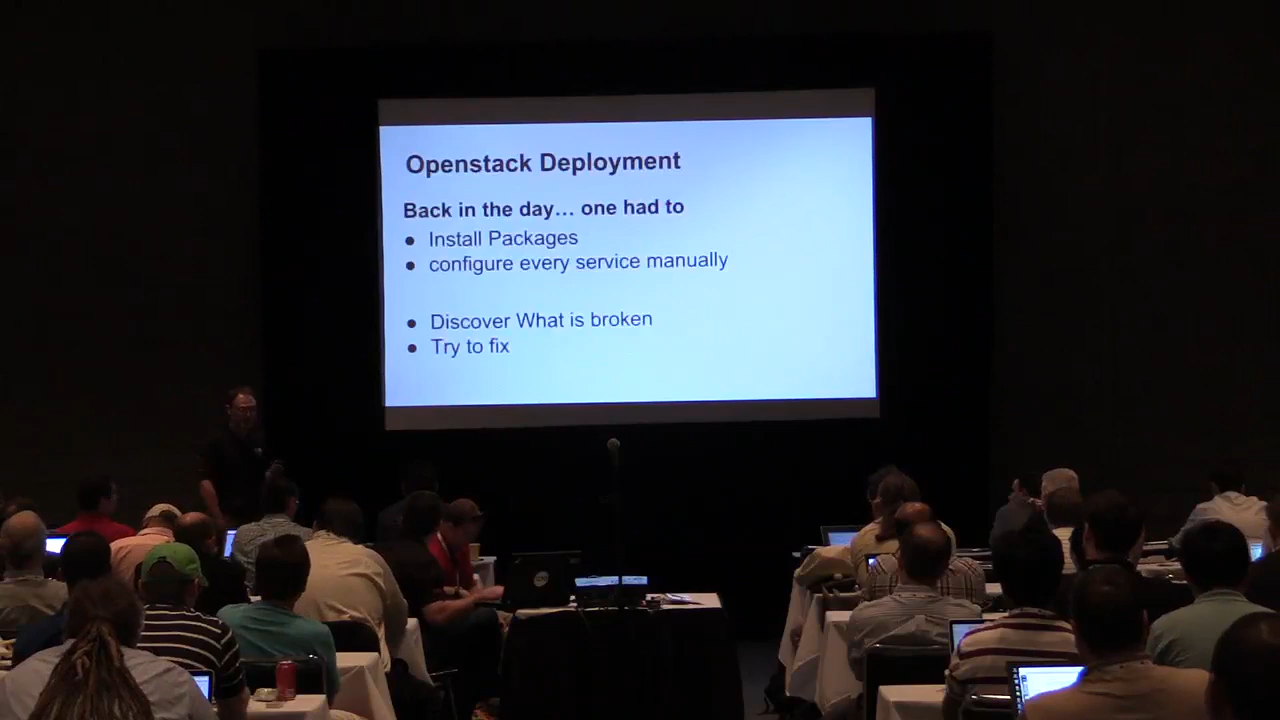 Openstack Deployment
Back in the day… one had to
● Install Packages
● configure every service manually
● Discover What is broken
● Try to fix